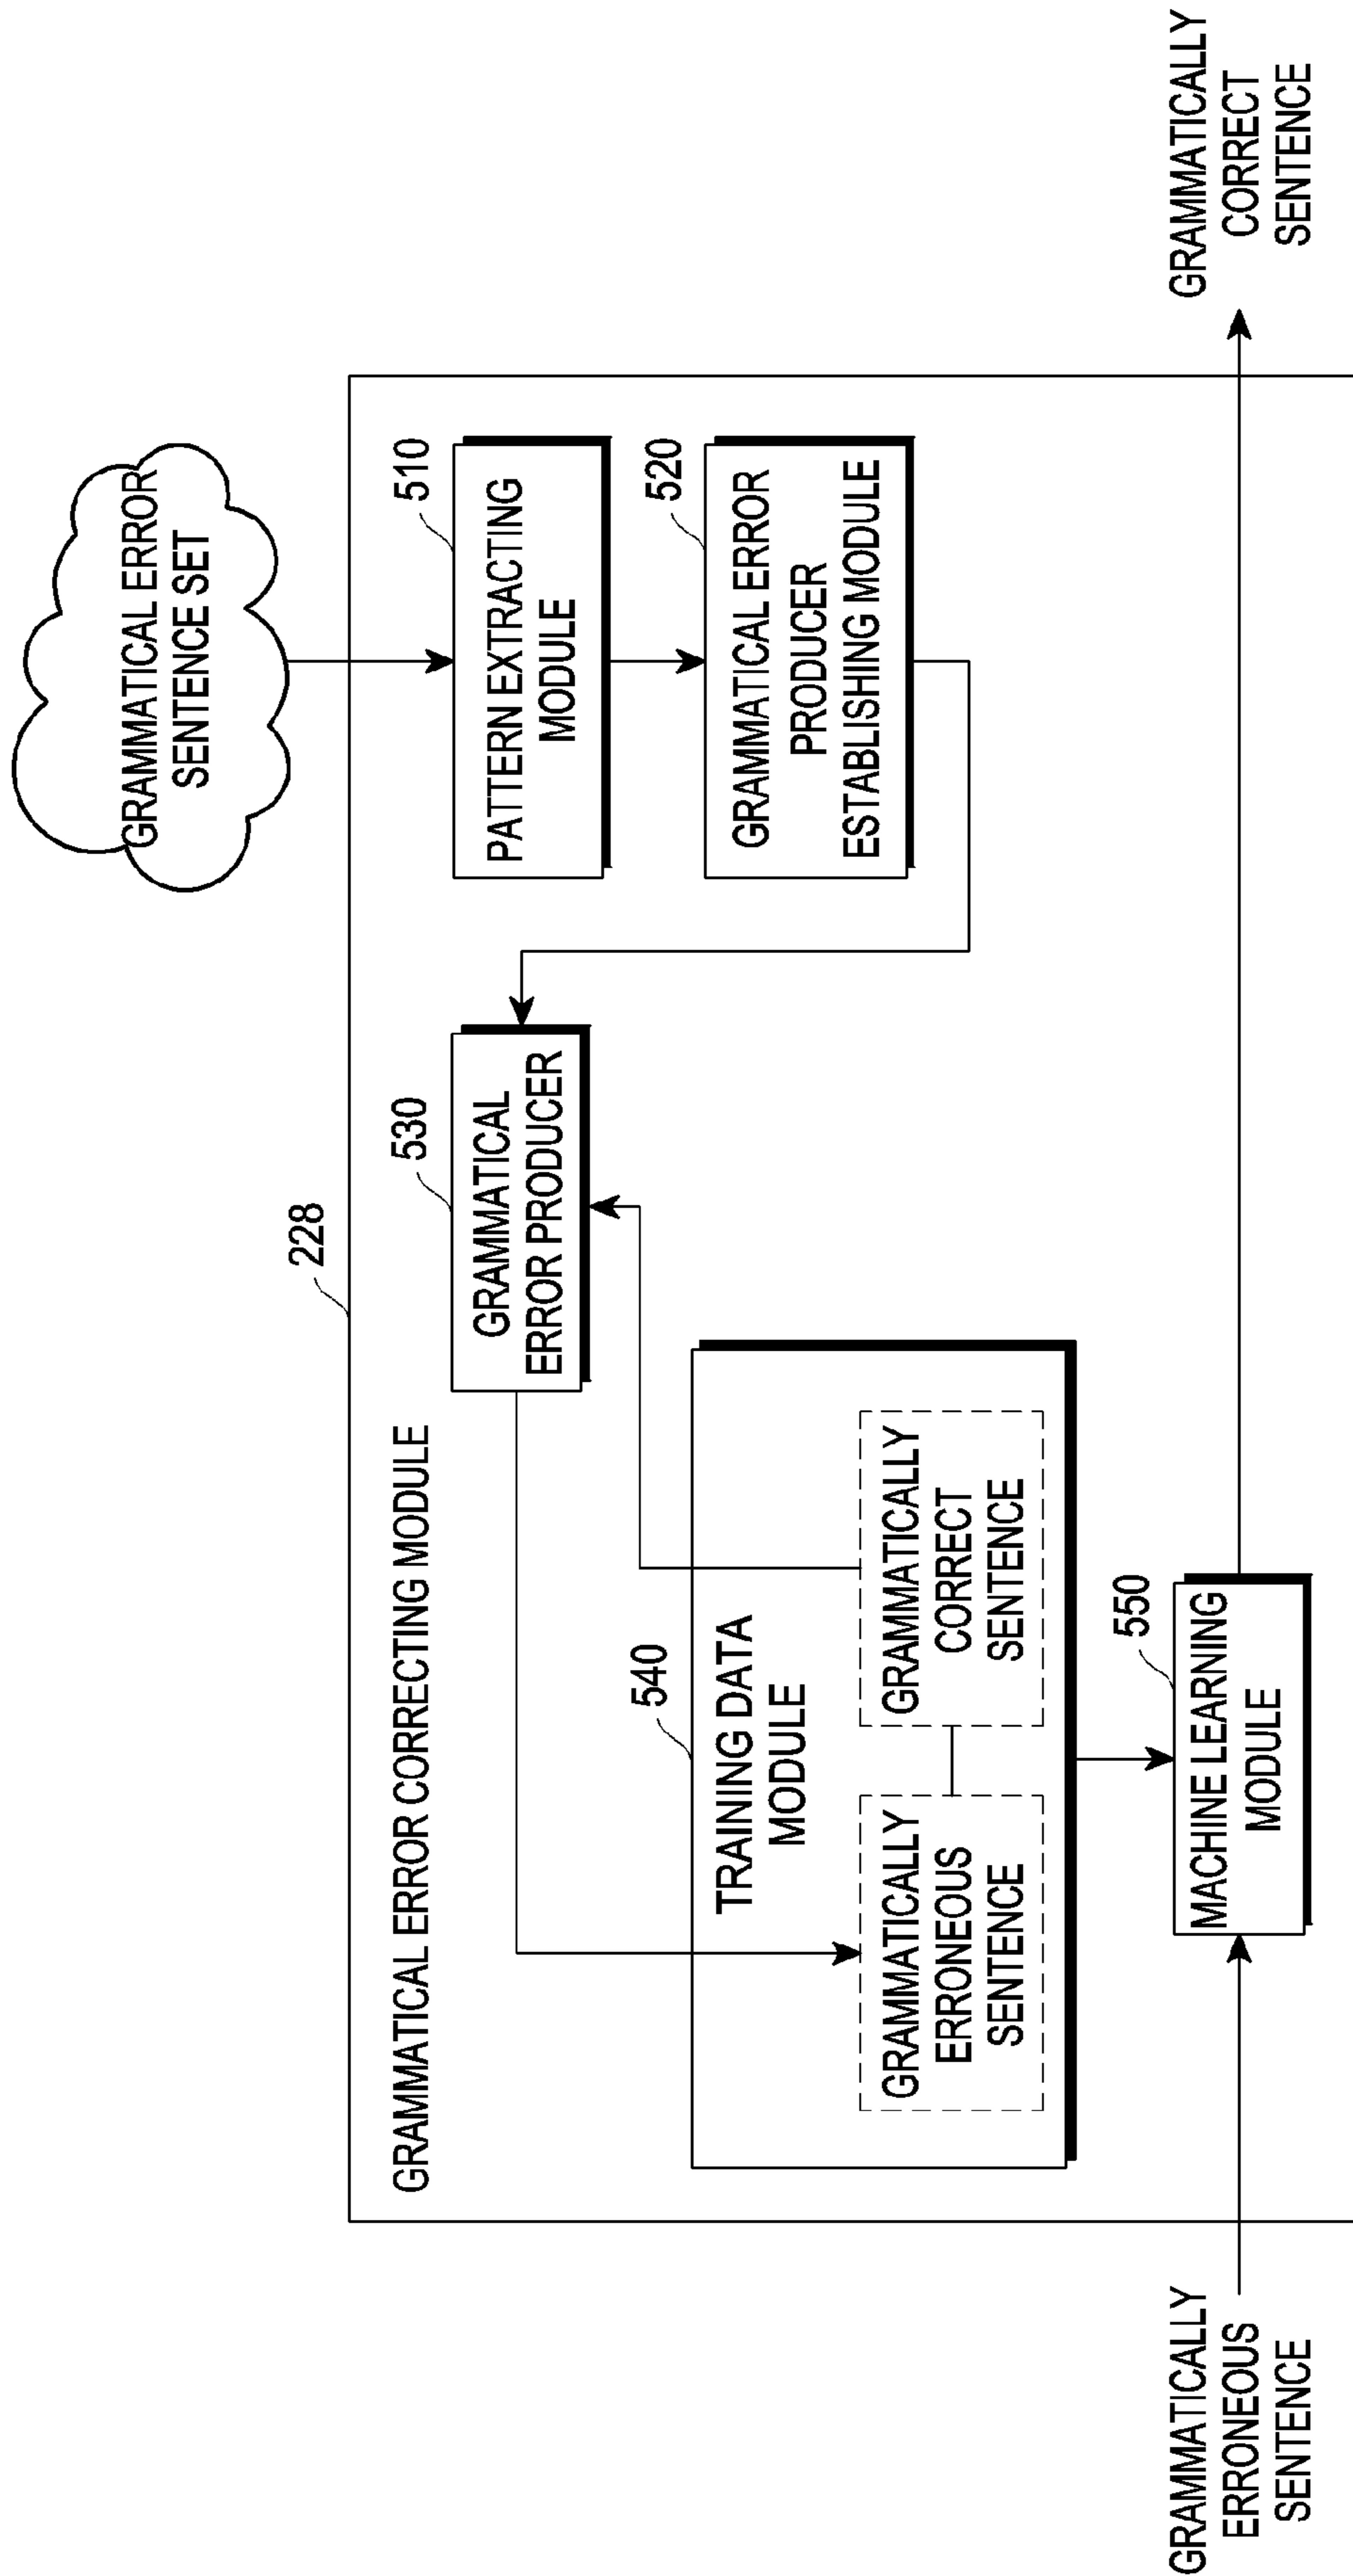 GRAMMATICAL ERROR
SENTENCE SET
228
GRAMMATICAL ERROR CORRECTING MODULE
530
GRAMMATICAL
ERROR PRODUCER
510
PATTERN EXTRACTING
MODULE
520
GRAMMATICAL ERROR
PRODUCER
ESTABLISHING MODULE
540
TRAINING DATA
MODULE
GRAMMATICALLY
ERRONEOUS
SENTENCE
GRAMMATICALLY
CORRECT
SENTENCE
550
MACHINE LEARNING
MODULE
GRAMMATICALLY
ERRONEOUS
SENTENCE
GRAMMATICALLY
CORRECT
SENTENCE